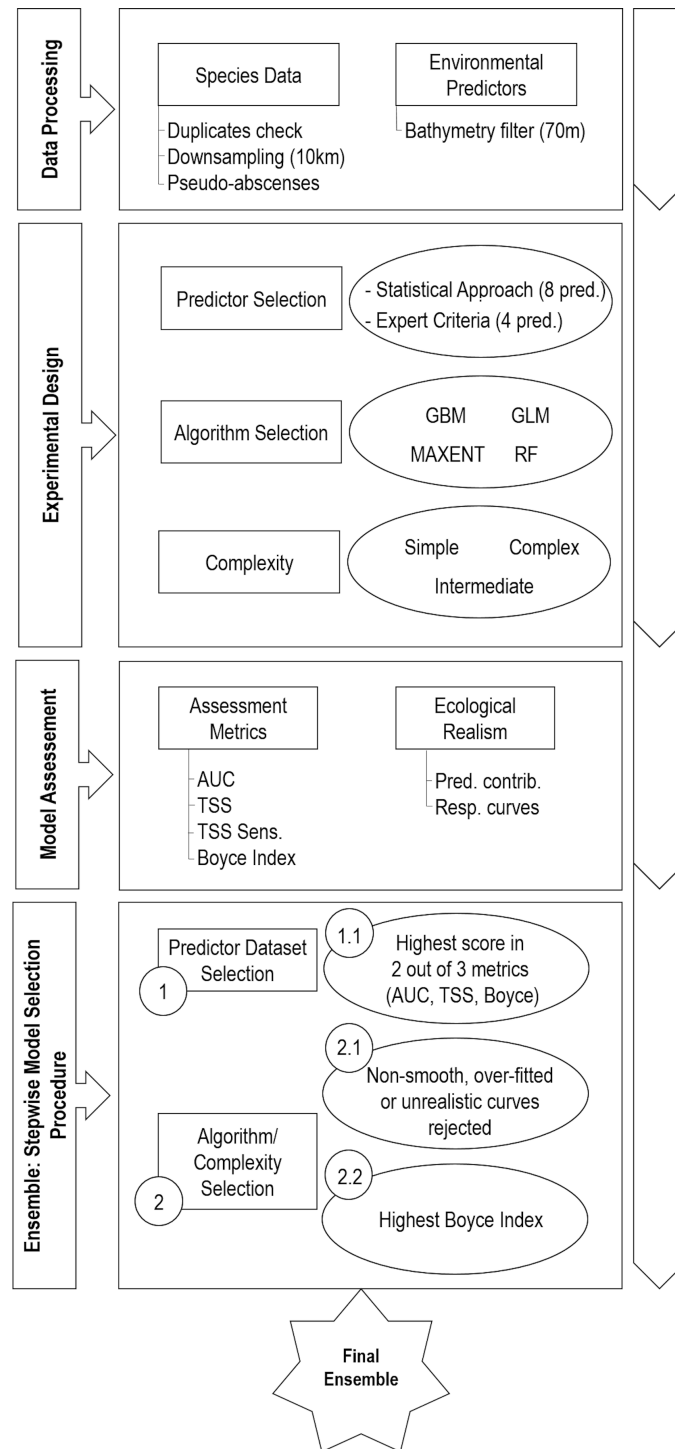 Data Processing
Species Data
Duplicates check
Downsampling (10km)
Pseudo-abscenses
Environmental
Predictors
Bathymetry filter (70m)
Experimental Design
Predictor Selection
- Statistical Approach (8 pred.)
- Expert Criteria (4 pred.)
Algorithm Selection
GBM GLM
MAXENT RF
Complexity
Simple Complex
Intermediate
Model Assessement
Assessment
Metrics
AUC
TSS
TSS Sens.
Boyce Index
Ecological
Realism
Pred. contrib.
Resp. curves
Ensemble: Stepwise Model Selection
Procedure
Predictor Dataset
Selection
1
1.1
Highest score in
2 out of 3 metrics
(AUC, TSS, Boyce)
Algorithm/
Complexity
Selection
2
2.1
Non-smooth, over-fitted
or unrealistic curves
rejected
2.2
Highest Boyce Index
Final
Ensemble